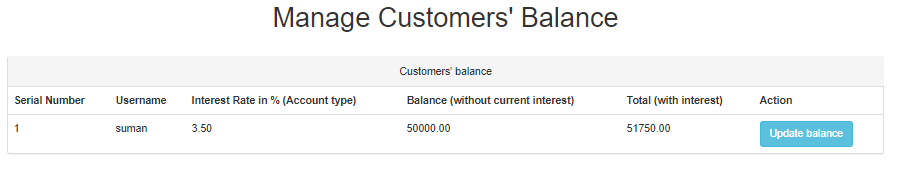 Manage Customers' Balance
Customers' balance
Serial Number Username Interest Rate in % (Account type) Balance (without current interest) Total (with interest) Action
1 suman 3.50 50000.00 51750.00 Update balance